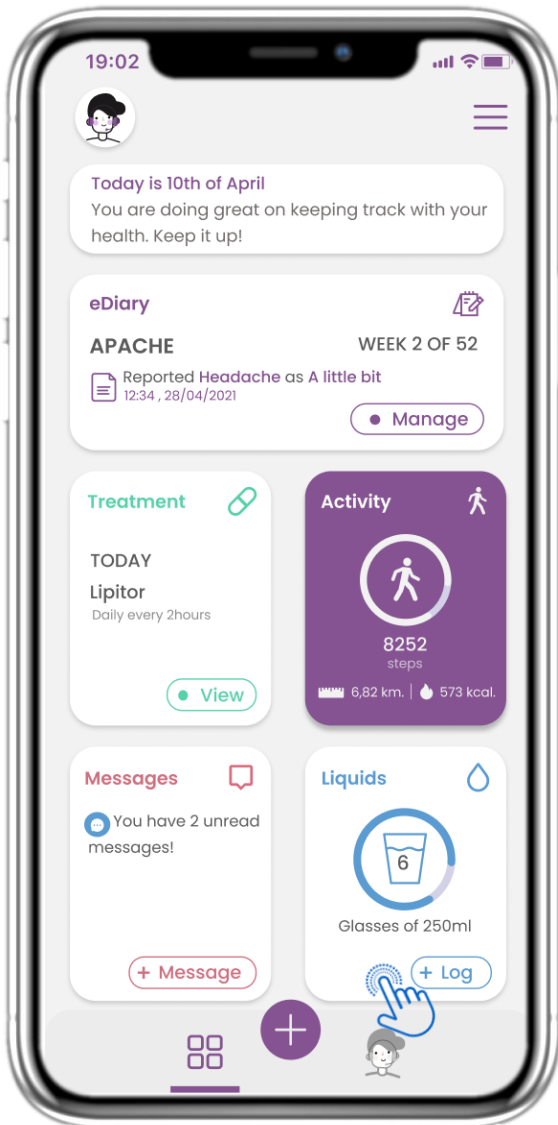 19:02
Today is 10th of April
You are doing great on keeping track with your
health. Keep it up!
eDiary
APACHE
WEEK 2 OF 52
Reported Headache as A little bit
12:34 , 28/04/2021
Manage
Treatment
TODAY
Lipitor
Daily every 2hours
View
Activity
8252
steps
6,82 km.
573 kcal.
Messages
You have 2 unread
messages!
+ Message
Liquids
6
Glasses of 250ml
+ Log